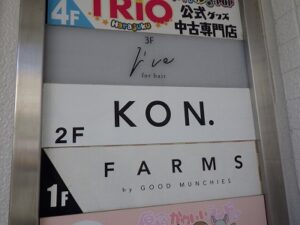 4F TRiO 公式グッズ
Harajuku 中古専門店
3F
for hair
2F KON.
1F FARMS
by GOOD MUNCHIES